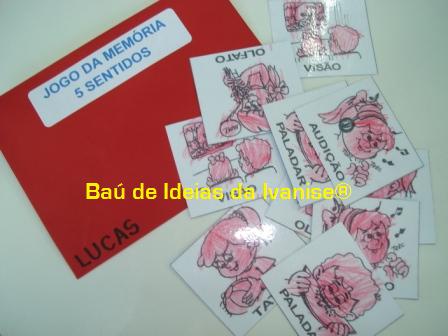 JOGO DA MEMÓRIA
5 SENTIDOS
OLFATO
VISÃO
AUDIÇÃO
PALADAR
Baú de Ideias da Ivanise®
LUCAS
PALADAR